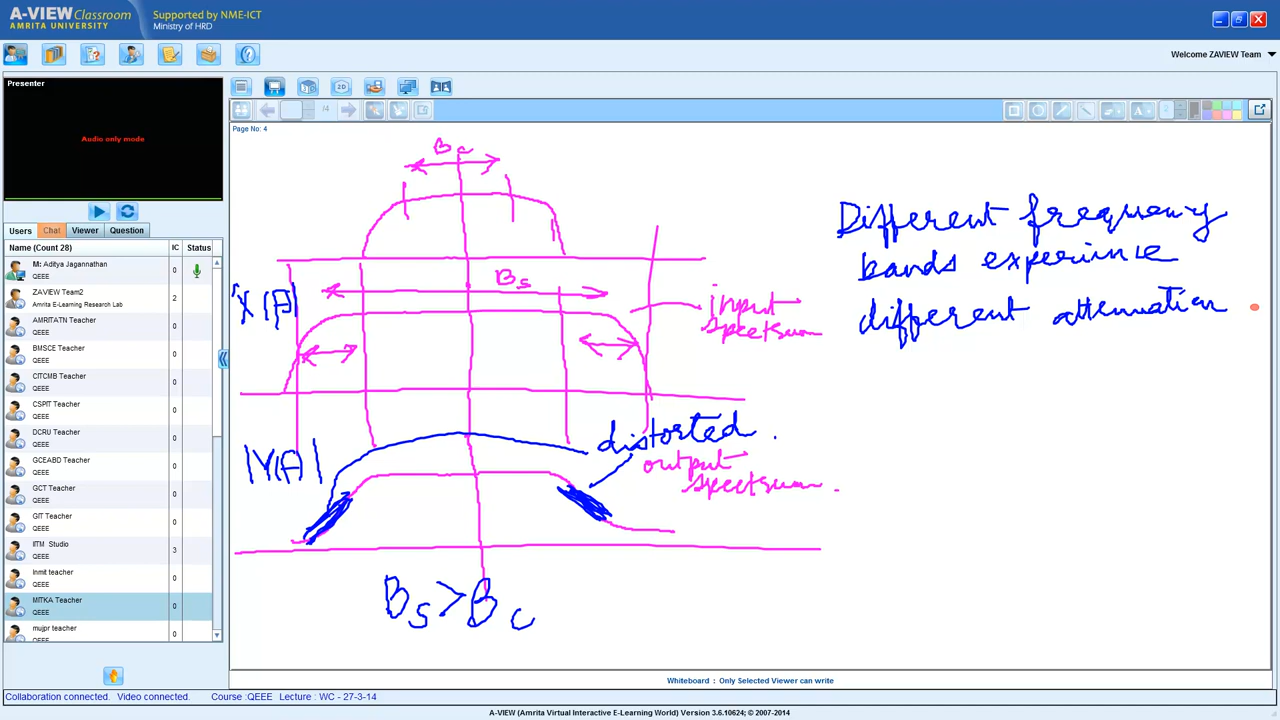 A-VIEW Classroom
AMRITA UNIVERSITY
Supported by NME-ICT
Ministry of HRD
Welcome ZAVIEW Team
Presenter
Audio only mode
Users Chat Viewer Question
Name (Count 28) IC Status
M: Aditya Jagannathan 0
QEEE
ZAVIEW Team2 2
Amrita E-Learning Research Lab
AMRITATN Teacher 0
QEEE
BMSCE Teacher 0
QEEE
CITCMB Teacher 0
QEEE
CSPIT Teacher 0
QEEE
DCRU Teacher 0
QEEE
GCEABD Teacher 0
QEEE
GCT Teacher 0
QEEE
GIT Teacher 0
QEEE
IITM Studio 3
QEEE
Inmit teacher 0
QEEE
MITKA Teacher 0
QEEE
mujpr teacher 0
QEEE
2D
/4
A
2
Page No: 4
Bc
Bs
|X(f)|
input
spectrum
|Y(f)|
distorted .
output
spectrum .
Bs > Bc
Different frequency
bands experience
different attenuation
Whiteboard : Only Selected Viewer can write
Collaboration connected. Video connected. Course :QEEE Lecture : WC - 27-3-14
A-VIEW (Amrita Virtual Interactive E-Learning World) Version 3.6.10624; © 2007-2014